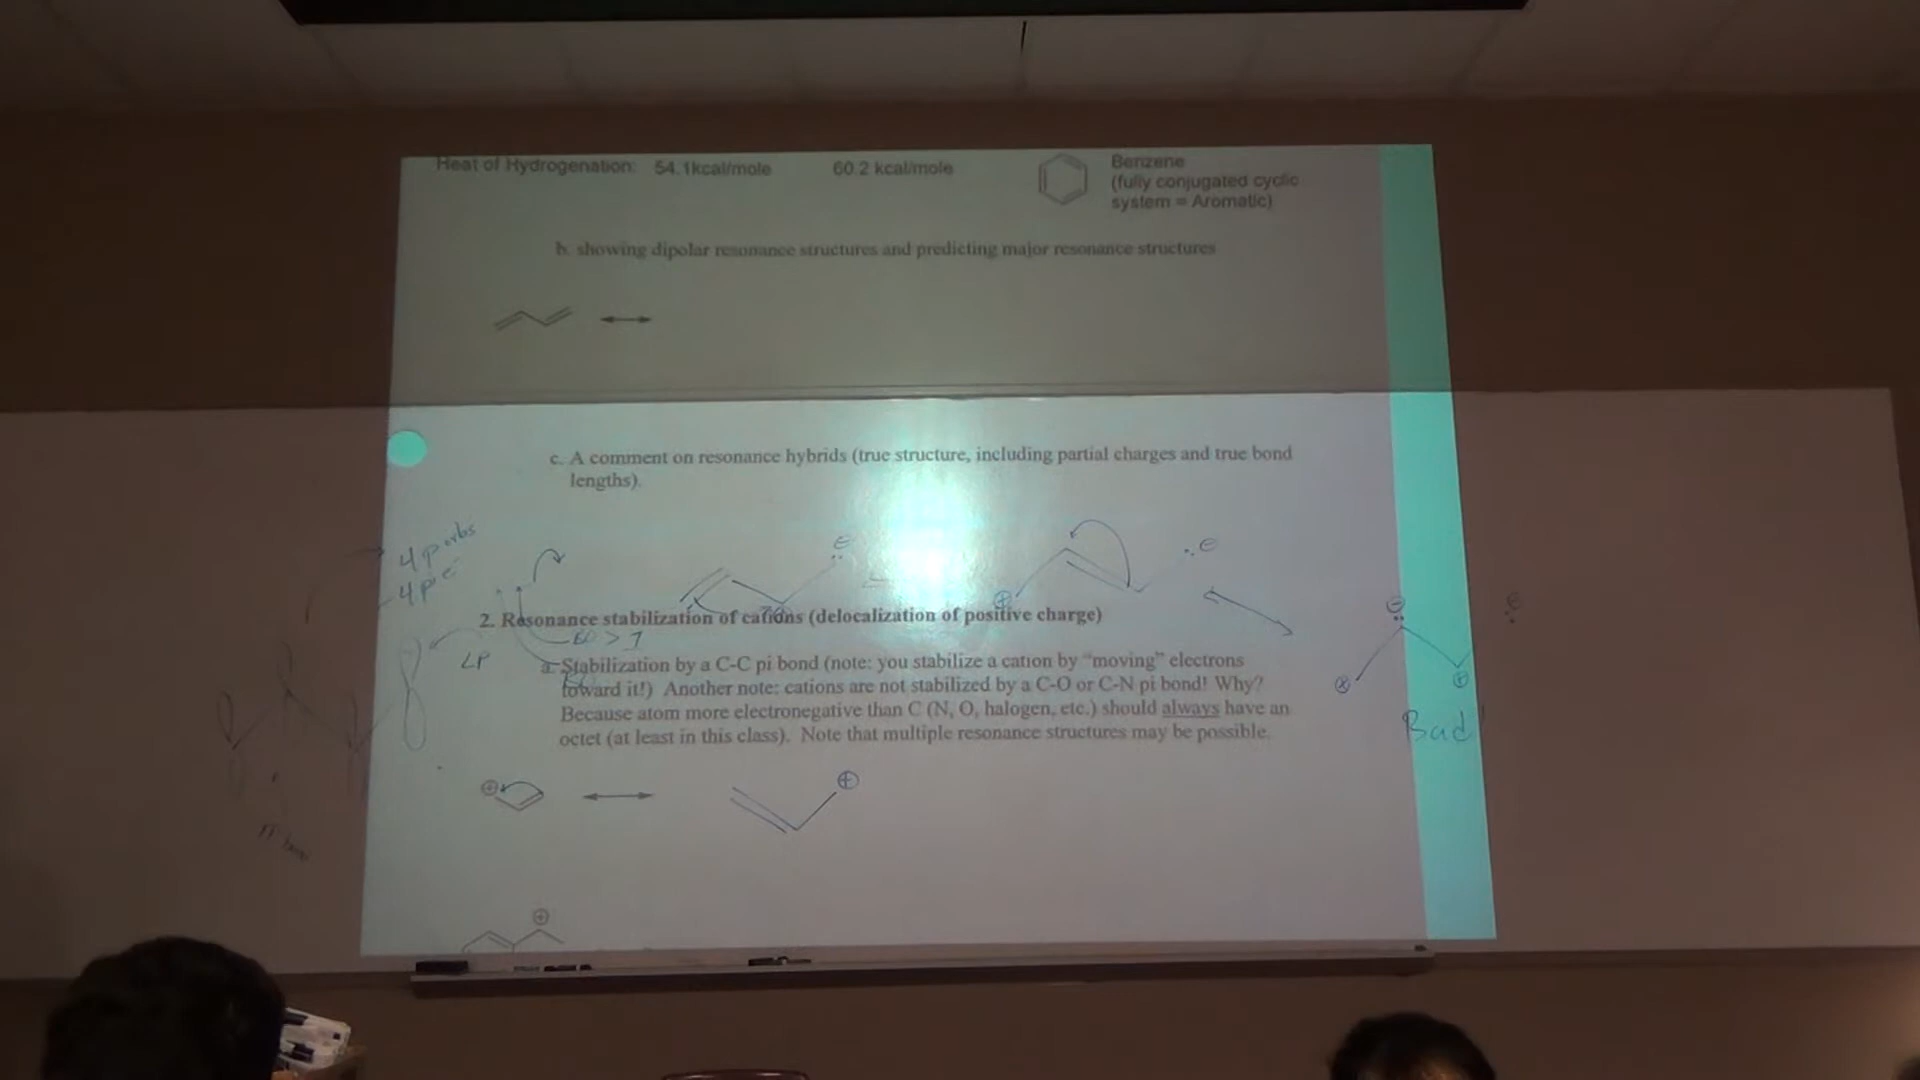 Heat of Hydrogenation: 54.1kcal/mole 60.2 kcal/mole
Benzene
(fully conjugated cyclic
system = Aromatic)
b. showing dipolar resonance structures and predicting major resonance structures
c. A comment on resonance hybrids (true structure, including partial charges and true bond
lengths).
4 p orbs
4 p e-
2. Resonance stabilization of cations (delocalization of positive charge)
LP
a. Stabilization by a C-C pi bond (note: you stabilize a cation by “moving” electrons
toward it!) Another note: cations are not stabilized by a C-O or C-N pi bond! Why?
Because atom more electronegative than C (N, O, halogen, etc.) should always have an
octet (at least in this class). Note that multiple resonance structures may be possible.
Bad!